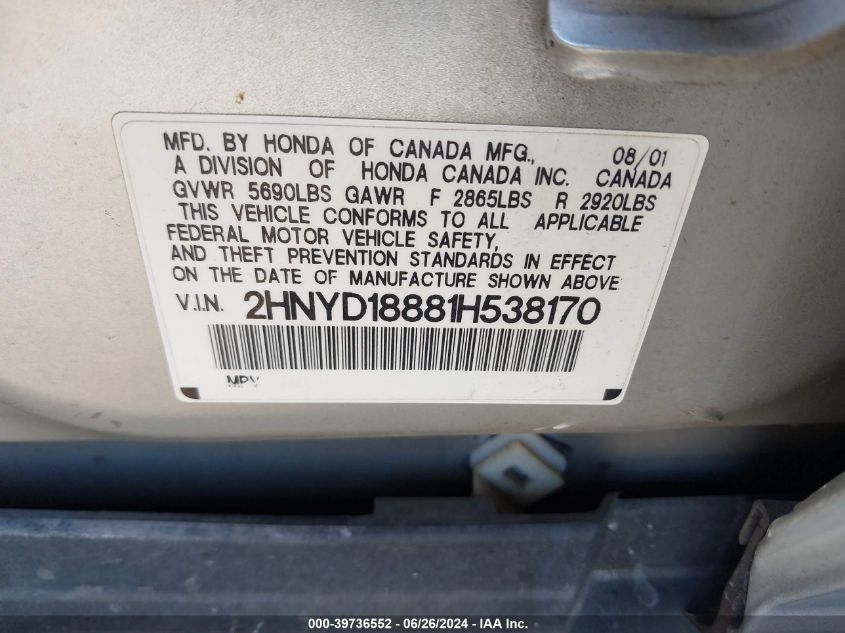 MFD. BY HONDA OF CANADA MFG., 08/01
A DIVISION OF HONDA CANADA INC. CANADA
GVWR 5690LBS GAWR F 2865LBS R 2920LBS
THIS VEHICLE CONFORMS TO ALL APPLICABLE
FEDERAL MOTOR VEHICLE SAFETY,
AND THEFT PREVENTION STANDARDS IN EFFECT
ON THE DATE OF MANUFACTURE SHOWN ABOVE
V.I.N. 2HNYD18881H538170
MPV
000-39736552 - 06/26/2024 - IAA Inc.